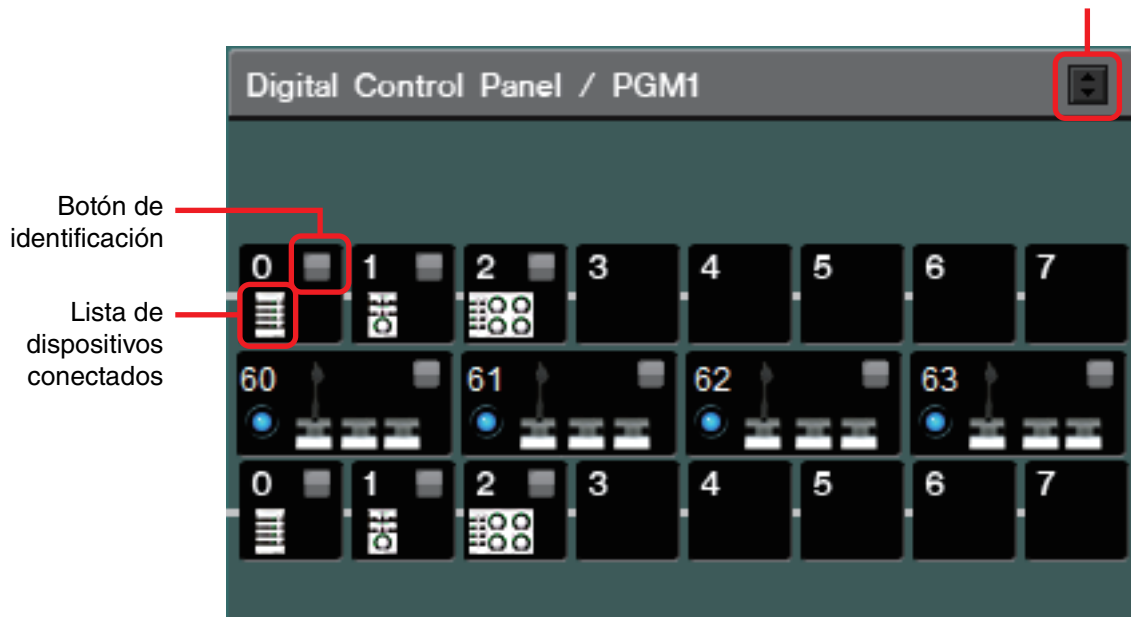 Digital Control Panel / PGM1
Botón de
identificación
0 1 2 3 4 5 6 7
Lista de
dispositivos
conectados
60 61 62 63
0 1 2 3 4 5 6 7